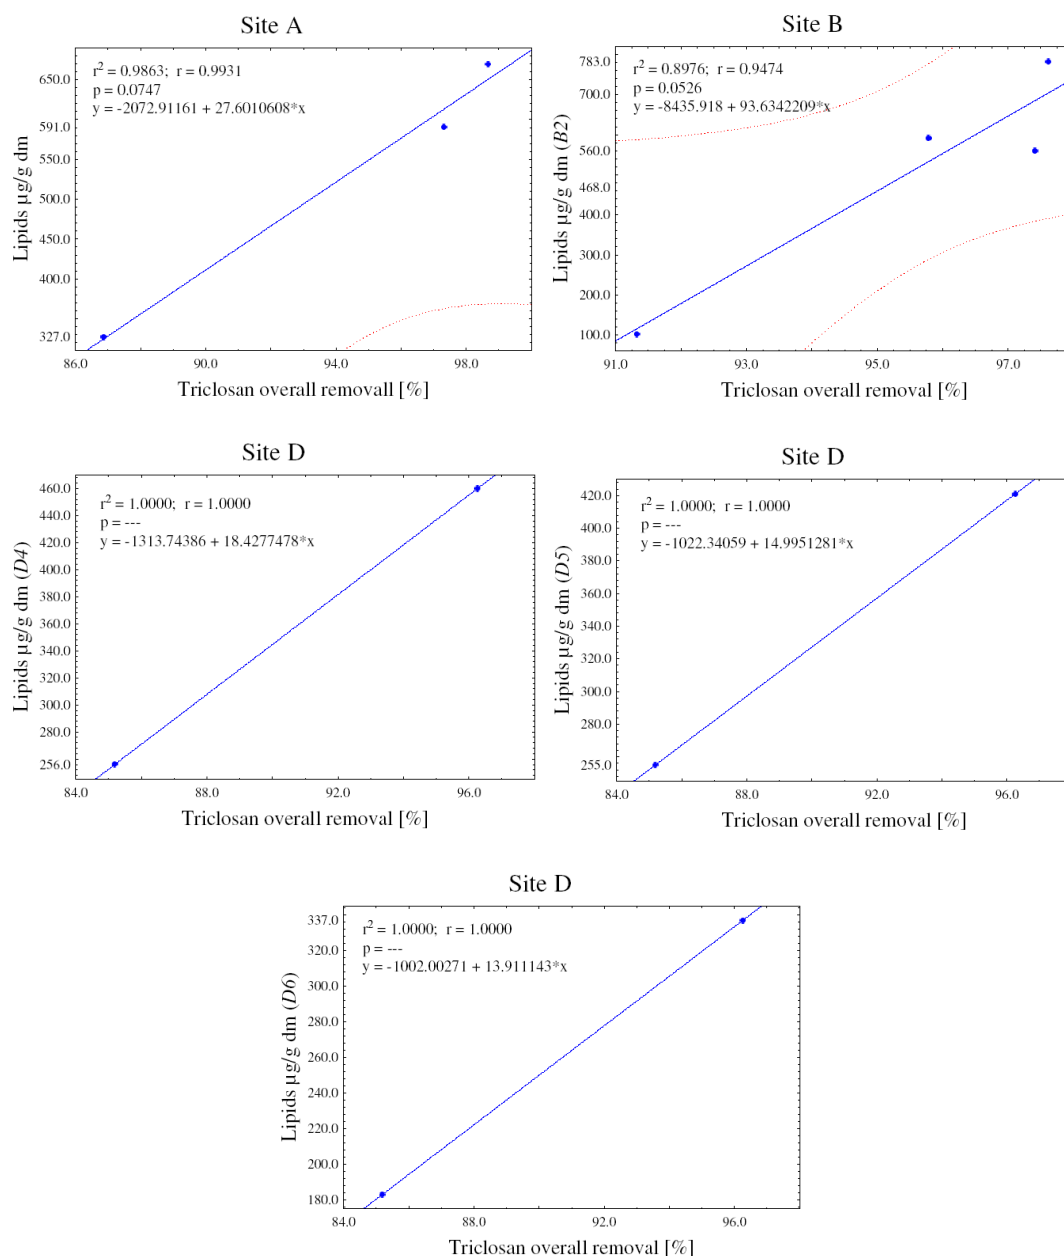 Site A
r² = 0.9863; r = 0.9931
p = 0.0747
y = -2072.91161 + 27.6010608*x
Lipids µg/g dm
650.0
591.0
550.0
500.0
450.0
400.0
327.0
86.0 90.0 94.0 98.0
Triclosan overall removall [%]
Site B
r² = 0.8976; r = 0.9474
p = 0.0526
y = -8435.918 + 93.6342209*x
Lipids µg/g dm (B2)
783.0
700.0
560.0
468.0
400.0
300.0
200.0
100.0
91.0 93.0 95.0 97.0
Triclosan overall removal [%]
Site D
r² = 1.0000; r = 1.0000
p = ---
y = -1313.74386 + 18.4277478*x
Lipids µg/g dm (D4)
460.0
440.0
420.0
400.0
380.0
360.0
340.0
320.0
300.0
280.0
256.0
84.0 88.0 92.0 96.0
Triclosan overall removal [%]
Site D
r² = 1.0000; r = 1.0000
p = ---
y = -1022.34059 + 14.9951281*x
Lipids µg/g dm (D5)
420.0
400.0
380.0
360.0
340.0
320.0
300.0
280.0
255.0
84.0 88.0 92.0 96.0
Triclosan overall removal [%]
Site D
r² = 1.0000; r = 1.0000
p = ---
y = -1002.00271 + 13.911143*x
Lipids µg/g dm (D6)
337.0
320.0
300.0
280.0
260.0
240.0
220.0
200.0
180.0
84.0 88.0 92.0 96.0
Triclosan overall removal [%]